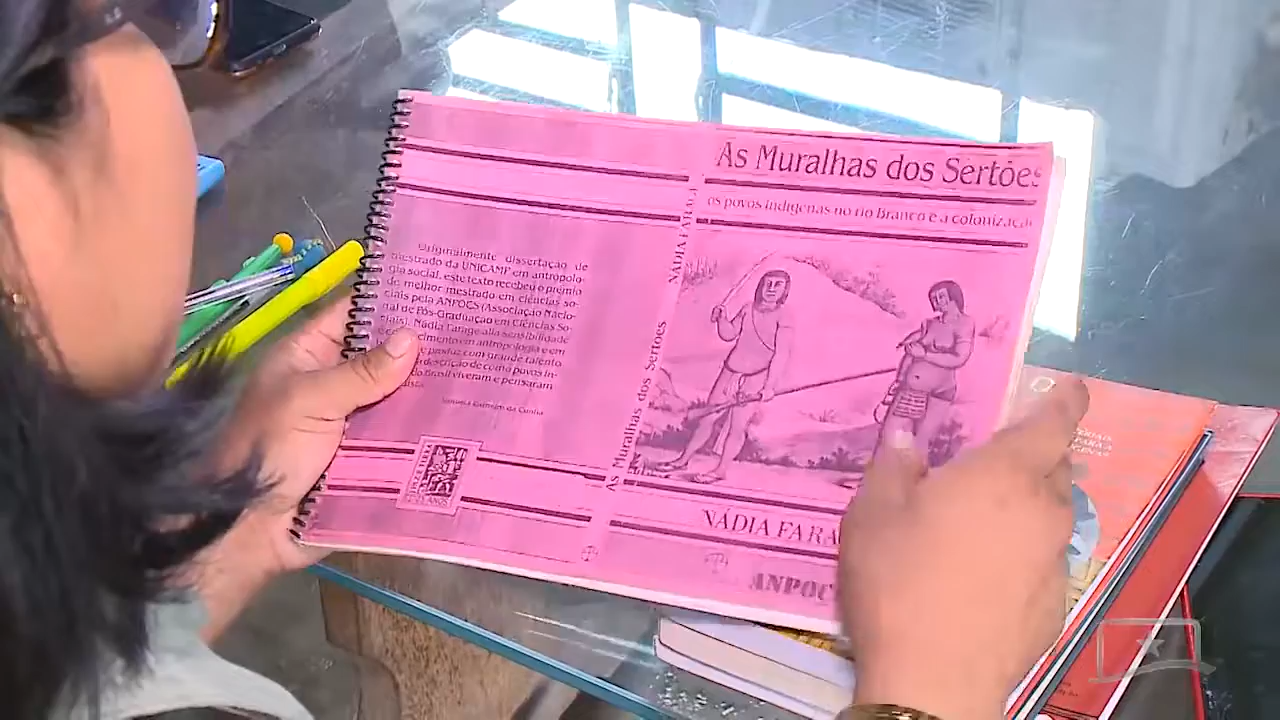 As Muralhas dos Sertões
os povos indígenas no rio Branco e a colonizaçã
NÁDIA FARA
ANPOC
NÁDIA FARAGE
As Muralhas dos Sertões
Originalmente dissertação de
mestrado da UNICAMP em antropolo-
gia social, este texto recebeu o prêmio
de melhor mestrado em ciências so-
ciais pela ANPOCS (Associação Nacio-
nal de Pós-Graduação em Ciências So-
ciais). Nádia Farage alia sensibilidade
e conhecimento em antropologia e em
e produz com grande talento
descrição de como povos in-
do Brasil viveram e pensaram
Manuela Carneiro da Cunha